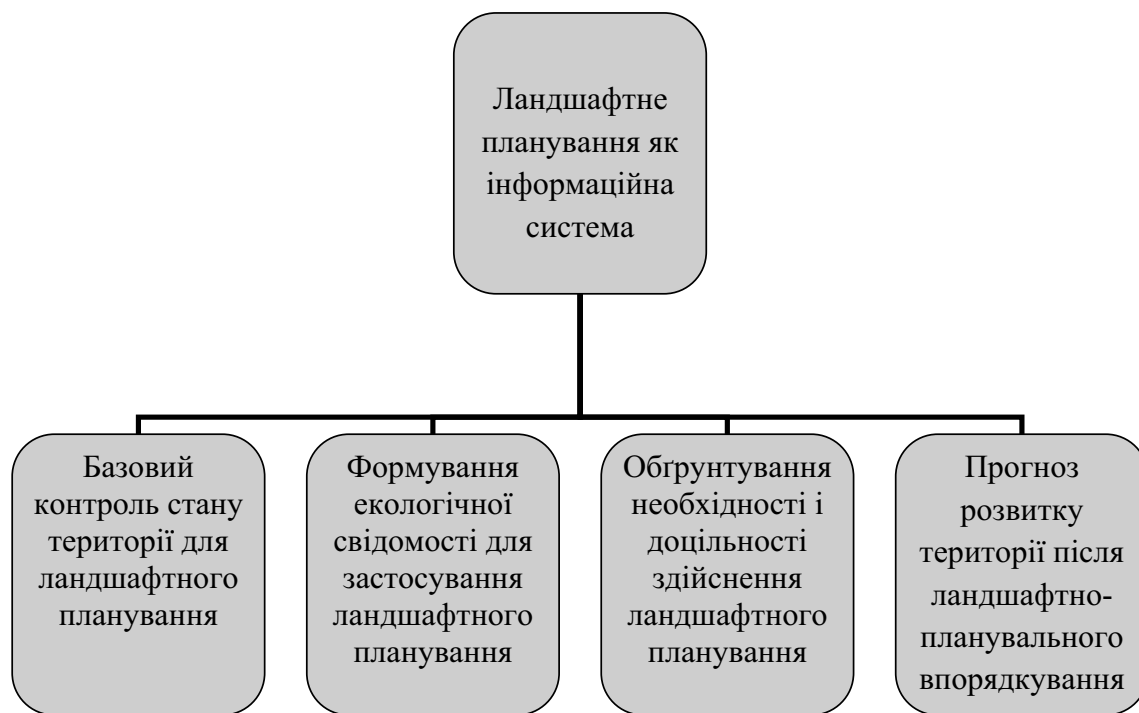 Ландшафтне
планування як
інформаційна
система
Базовий
контроль стану
території для
ландшафтного
планування
Формування
екологічної
свідомості для
застосування
ландшафтного
планування
Обґрунтування
необхідності і
доцільності
здійснення
ландшафтного
планування
Прогноз
розвитку
території після
ландшафтно-
планувального
впорядкування